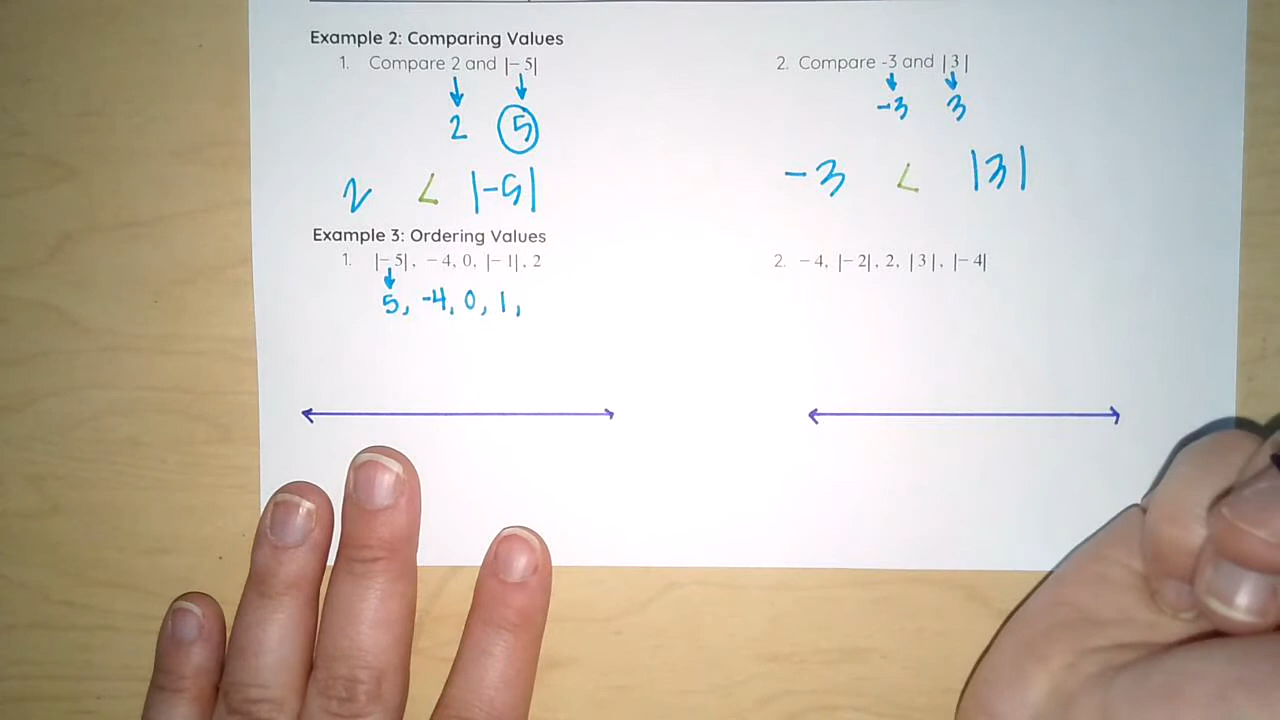 Example 2: Comparing Values
1. Compare 2 and |− 5|
2 5
2 < |-5|
2. Compare -3 and | 3 |
-3 3
-3 < |3|
Example 3: Ordering Values
1. |− 5|, − 4, 0, |− 1|, 2
5, -4, 0, 1,
2. − 4, |− 2|, 2, | 3 |, |− 4|